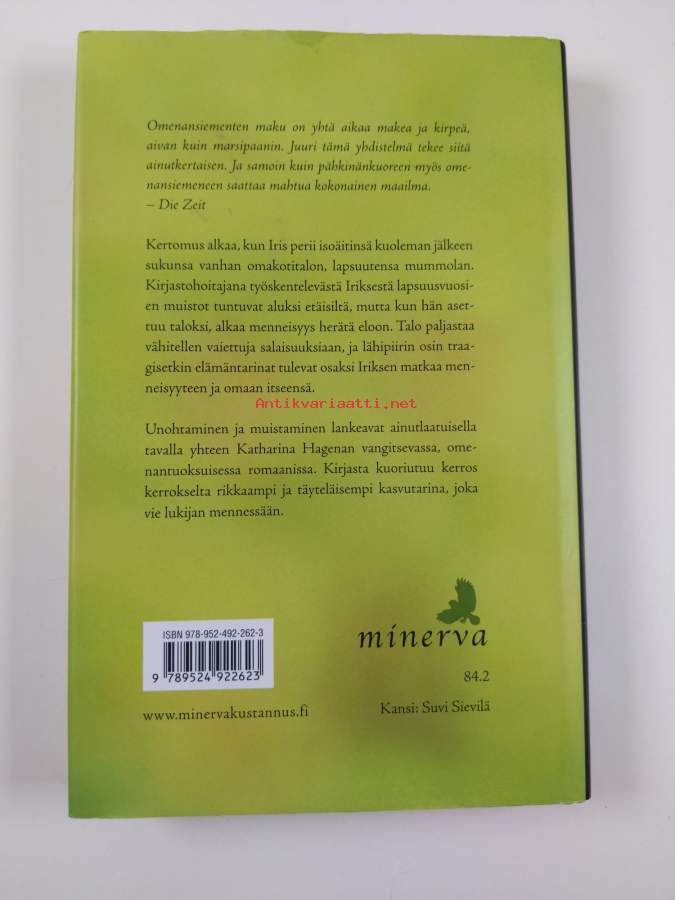 Omenansiementen maku on yhtä aikaa makea ja kirpeä,
aivan kuin marsipaanin. Juuri tämä yhdistelmä tekee siitä
ainutkertaisen. Ja samoin kuin pähkinänkuoreen myös ome-
nansiemeneen saattaa mahtua kokonainen maailma.
– Die Zeit
Kertomus alkaa, kun Iris perii isoäitinsä kuoleman jälkeen
sukunsa vanhan omakotitalon, lapsuutensa mummolan.
Kirjastohoitajana työskentelevästä Iriksestä lapsuusvuosi-
en muistot tuntuvat aluksi etäisiltä, mutta kun hän aset-
tuu taloksi, alkaa menneisyys herätä eloon. Talo paljastaa
vähitellen vaiettuja salaisuuksiaan, ja lähipiirin osin traa-
gisetkin elämäntarinat tulevat osaksi Iriksen matkaa men-
neisyyteen ja omaan itseensä.
Antikvariaatti.net
Unohtaminen ja muistaminen lankeavat ainutlaatuisella
tavalla yhteen Katharina Hagenan vangitsevassa, ome-
nantuoksuisessa romaanissa. Kirjasta kuoriutuu kerros
kerrokselta rikkaampi ja täyteläisempi kasvutarina, joka
vie lukijan mennessään.
ISBN 978-952-492-262-3
9 789524 922623
www.minervakustannus.fi
minerva
84.2
Kansi: Suvi Sievilä